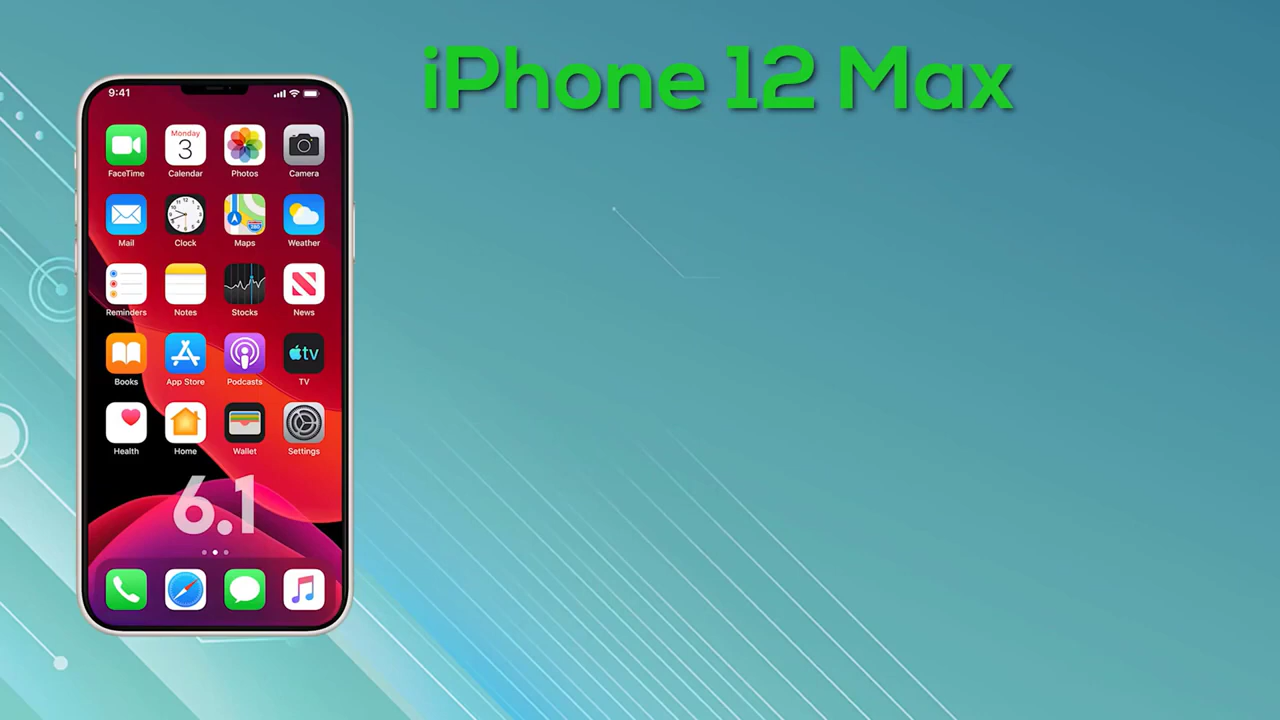 iPhone 12 Max
9:41
Monday
3
FaceTime Calendar Photos Camera
Mail Clock Maps Weather
Reminders Notes Stocks News
tv
Books App Store Podcasts TV
Health Home Wallet Settings
6.1